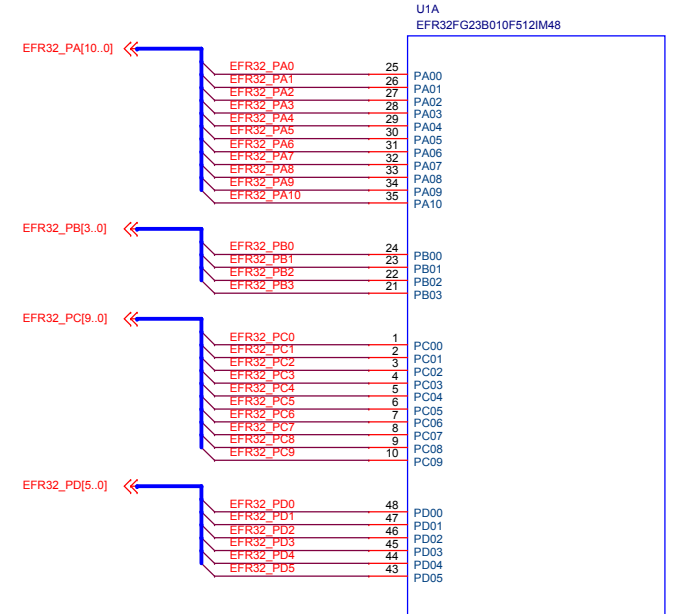 U1A
EFR32FG23B010F512IM48
EFR32_PA[10..0]
EFR32_PA0 25 PA00
EFR32_PA1 26 PA01
EFR32_PA2 27 PA02
EFR32_PA3 28 PA03
EFR32_PA4 29 PA04
EFR32_PA5 30 PA05
EFR32_PA6 31 PA06
EFR32_PA7 32 PA07
EFR32_PA8 33 PA08
EFR32_PA9 34 PA09
EFR32_PA10 35 PA10
EFR32_PB[3..0]
EFR32_PB0 24 PB00
EFR32_PB1 23 PB01
EFR32_PB2 22 PB02
EFR32_PB3 21 PB03
EFR32_PC[9..0]
EFR32_PC0 1 PC00
EFR32_PC1 2 PC01
EFR32_PC2 3 PC02
EFR32_PC3 4 PC03
EFR32_PC4 5 PC04
EFR32_PC5 6 PC05
EFR32_PC6 7 PC06
EFR32_PC7 8 PC07
EFR32_PC8 9 PC08
EFR32_PC9 10 PC09
EFR32_PD[5..0]
EFR32_PD0 48 PD00
EFR32_PD1 47 PD01
EFR32_PD2 46 PD02
EFR32_PD3 45 PD03
EFR32_PD4 44 PD04
EFR32_PD5 43 PD05